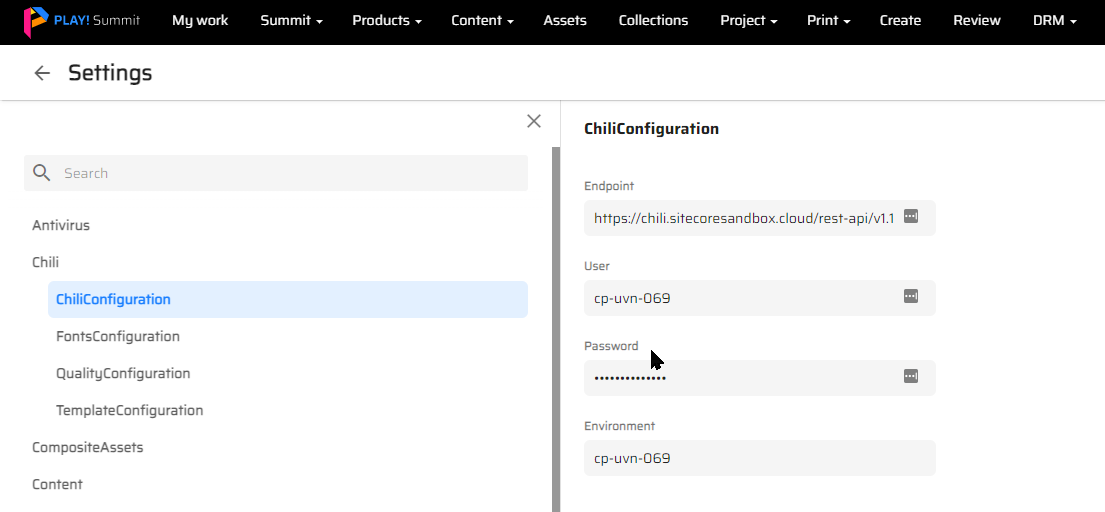 PLAY! Summit My work Summit Products Content Assets Collections Project Print Create Review DRM
Settings
Search
Antivirus
Chili
ChiliConfiguration
FontsConfiguration
QualityConfiguration
TemplateConfiguration
CompositeAssets
Content
ChiliConfiguration
Endpoint
https://chili.sitecoresandbox.cloud/rest-api/v1.1
User
cp-uvn-069
Password
••••••••••••••
Environment
cp-uvn-069